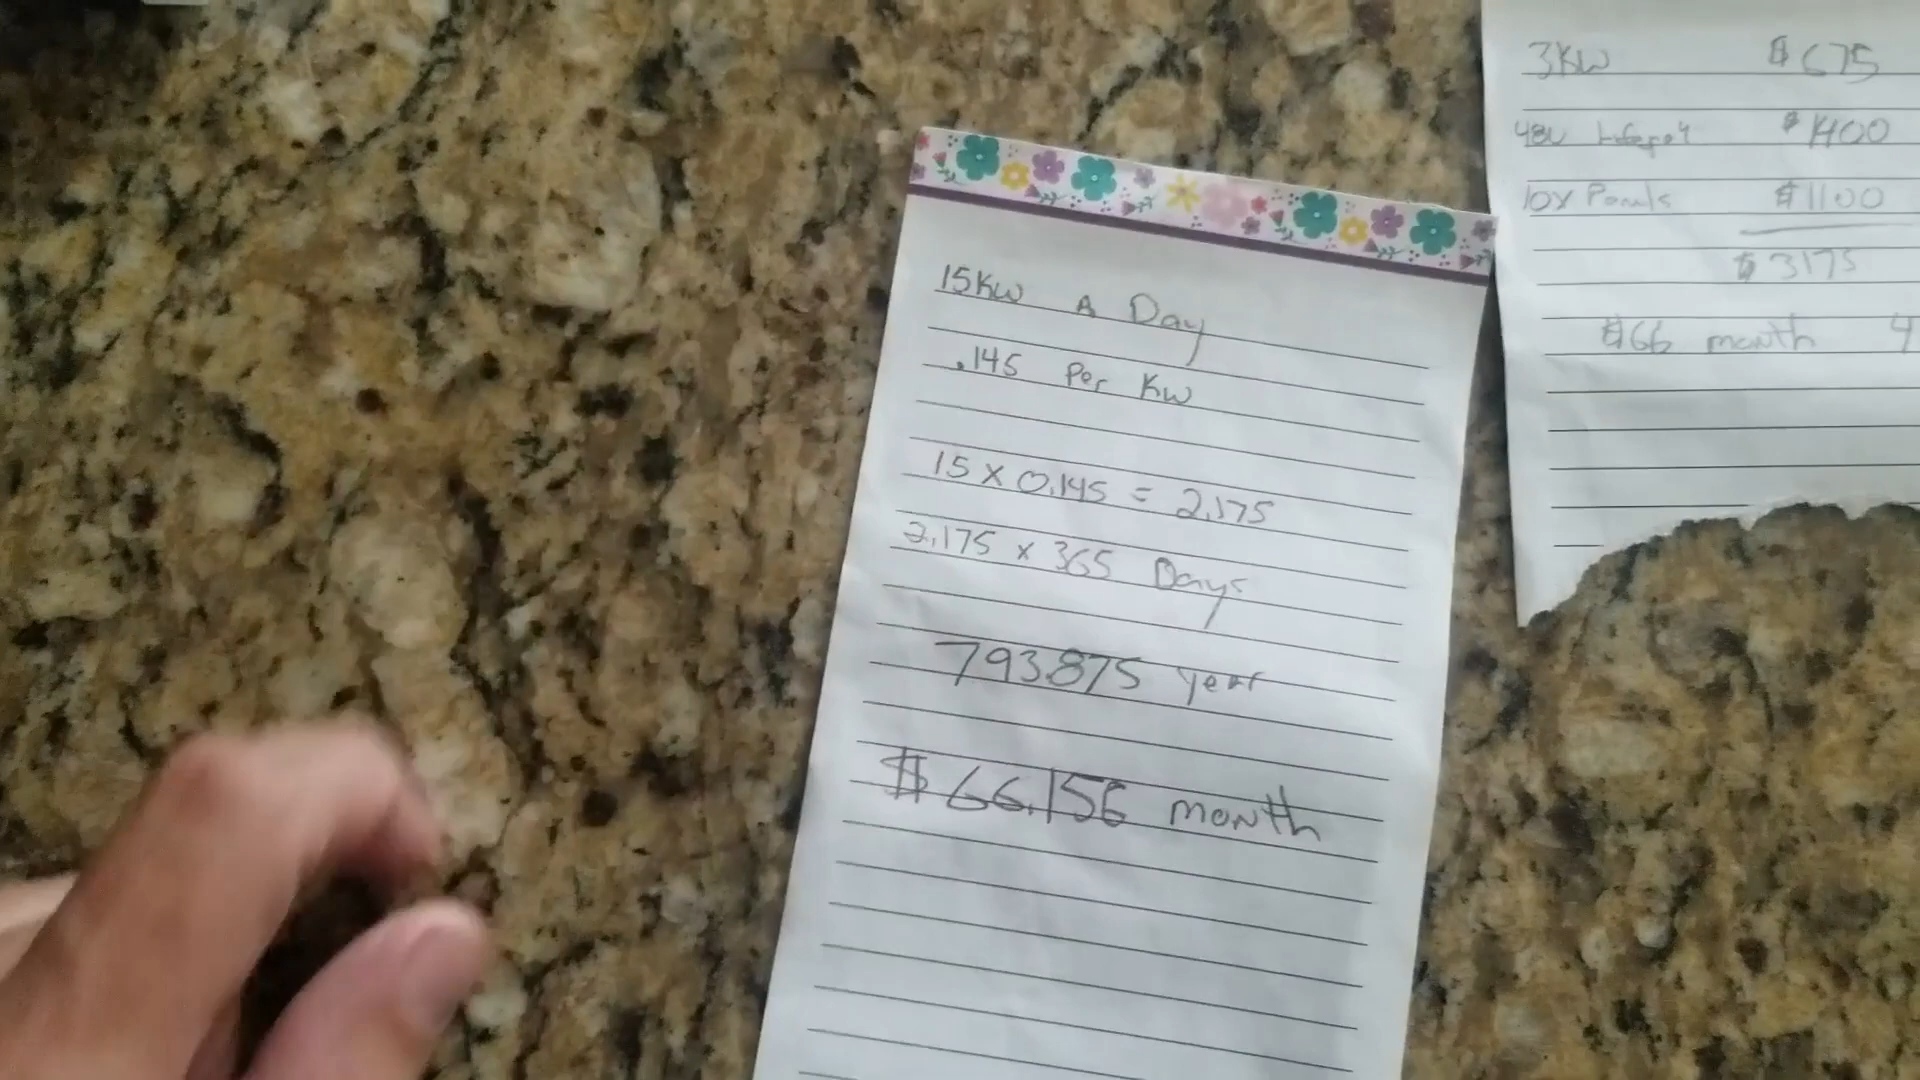 15KW A Day
.145 Per KW
15 x 0.145 = 2.175
2.175 x 365 Days
793.875 year
$66.156 month
3KW $675
48V Lifepo4 $1400
10x Panels $1100
$3175
$66 month 4